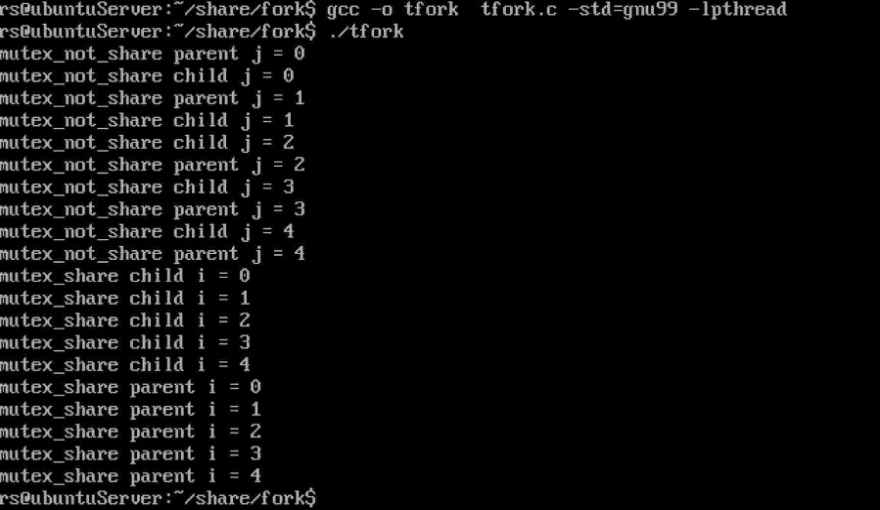 rs@ubuntuServer:~/share/fork$ gcc -o tfork  tfork.c -std=gnu99 -lpthread
rs@ubuntuServer:~/share/fork$ ./tfork
mutex_not_share parent j = 0
mutex_not_share child j = 0
mutex_not_share parent j = 1
mutex_not_share child j = 1
mutex_not_share child j = 2
mutex_not_share parent j = 2
mutex_not_share child j = 3
mutex_not_share parent j = 3
mutex_not_share child j = 4
mutex_not_share parent j = 4
mutex_share child i = 0
mutex_share child i = 1
mutex_share child i = 2
mutex_share child i = 3
mutex_share child i = 4
mutex_share parent i = 0
mutex_share parent i = 1
mutex_share parent i = 2
mutex_share parent i = 3
mutex_share parent i = 4
rs@ubuntuServer:~/share/fork$